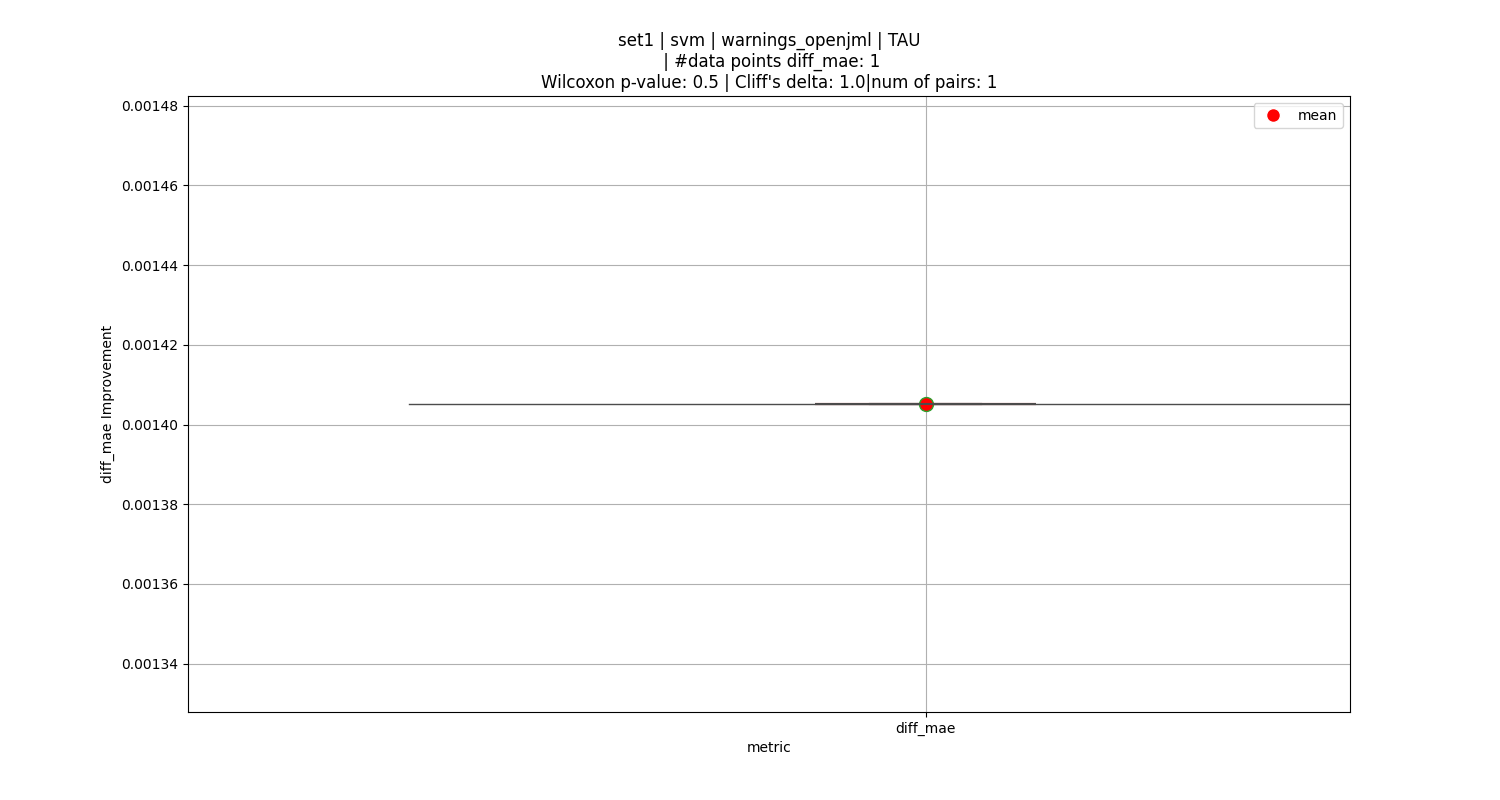 set1 | svm | warnings_openjml | TAU
| #data points diff_mae: 1
Wilcoxon p-value: 0.5 | Cliff's delta: 1.0|num of pairs: 1
mean
0.00148
0.00146
0.00144
0.00142
0.00140
0.00138
0.00136
0.00134
diff_mae Improvement
diff_mae
metric